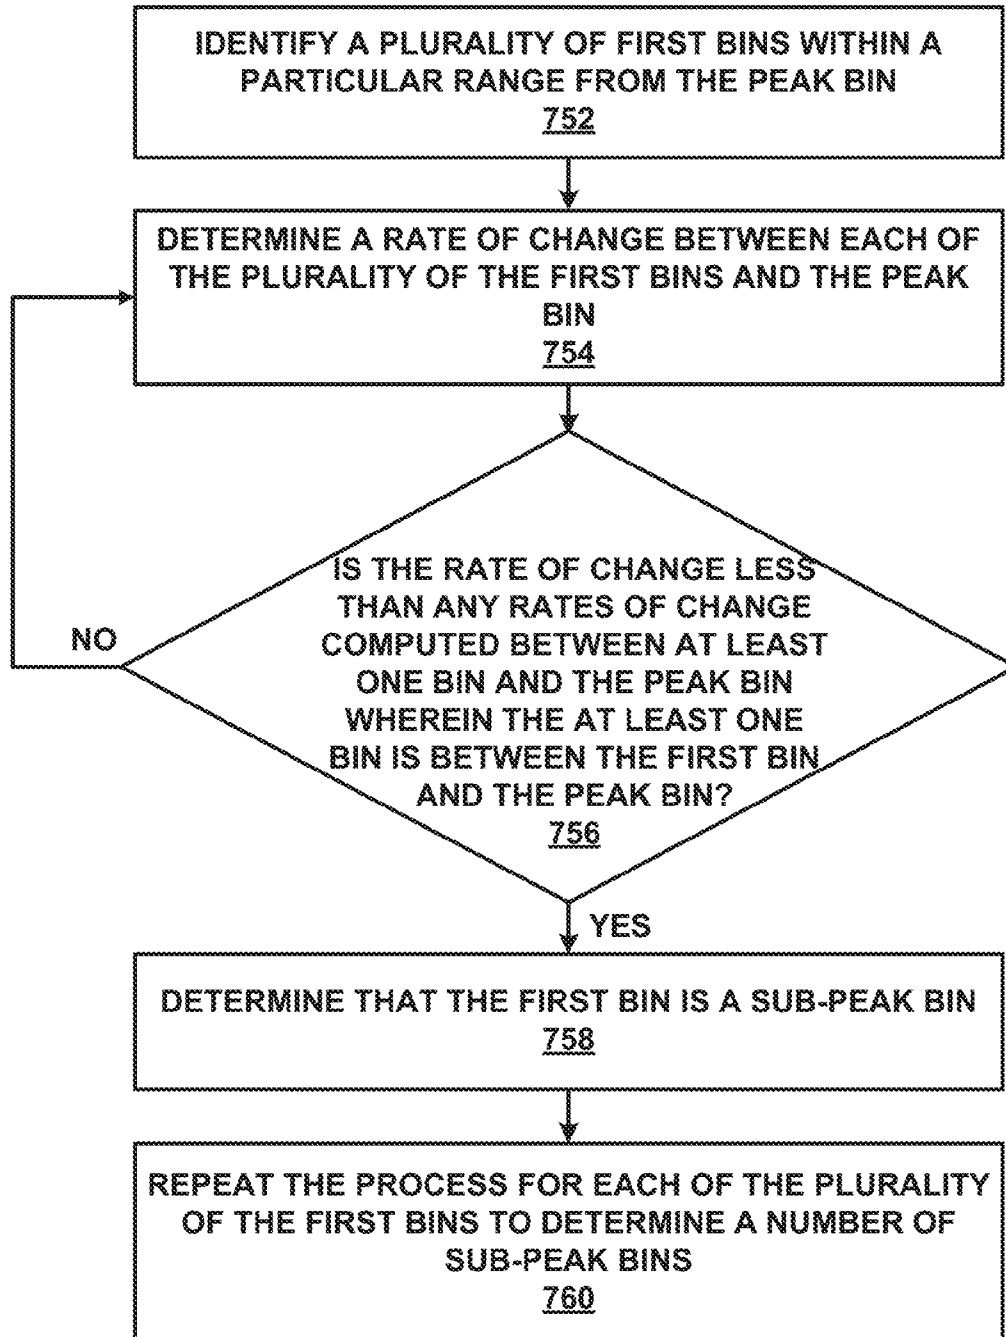 IDENTIFY A PLURALITY OF FIRST BINS WITHIN A
PARTICULAR RANGE FROM THE PEAK BIN
752
DETERMINE A RATE OF CHANGE BETWEEN EACH OF
THE PLURALITY OF THE FIRST BINS AND THE PEAK
BIN
754
IS THE RATE OF CHANGE LESS
THAN ANY RATES OF CHANGE
COMPUTED BETWEEN AT LEAST
ONE BIN AND THE PEAK BIN
WHEREIN THE AT LEAST ONE
BIN IS BETWEEN THE FIRST BIN
AND THE PEAK BIN?
756
NO
YES
DETERMINE THAT THE FIRST BIN IS A SUB-PEAK BIN
758
REPEAT THE PROCESS FOR EACH OF THE PLURALITY
OF THE FIRST BINS TO DETERMINE A NUMBER OF
SUB-PEAK BINS
760